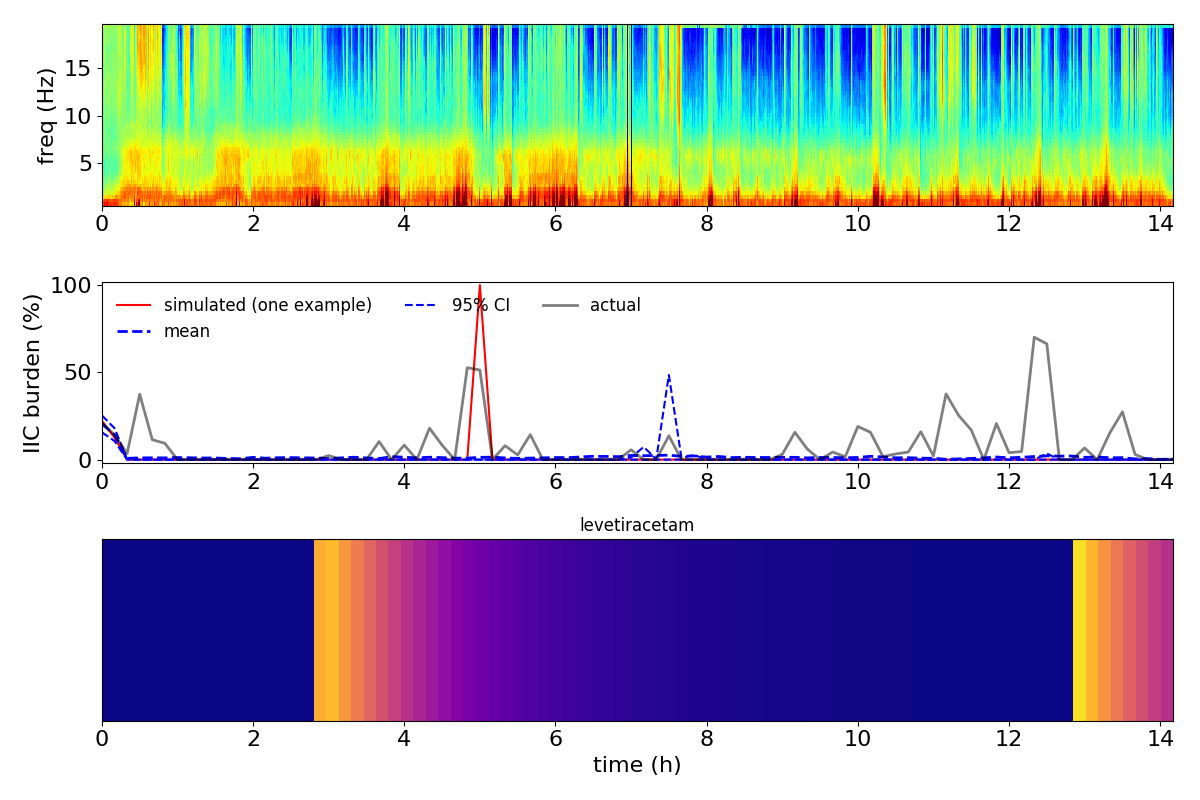 freq (Hz)
15
10
5
0 2 4 6 8 10 12 14
IIC burden (%)
100
50
0
simulated (one example) 95% CI actual
mean
0 2 4 6 8 10 12 14
levetiracetam
0 2 4 6 8 10 12 14
time (h)